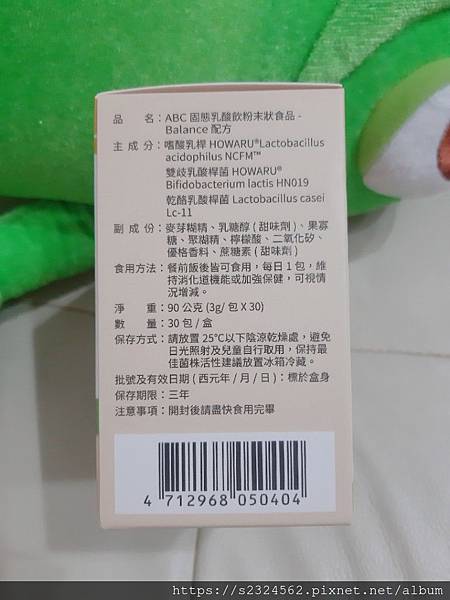 品　　名：ABC 固態乳酸飲粉末狀食品 -
Balance 配方
主 成 分：嗜酸乳桿 HOWARU®Lactobacillus
acidophilus NCFM™
雙歧乳酸桿菌 HOWARU®
Bifidobacterium lactis HN019
乾酪乳酸桿菌 Lactobacillus casei
Lc-11
副 成 份：麥芽糊精、乳糖醇 ( 甜味劑 )、果寡
糖、聚糊精、檸檬酸、二氧化矽、
優格香料、蔗糖素 ( 甜味劑 )
食用方法：餐前飯後皆可食用，每日 1 包，維
持消化道機能或加強保健，可視情
況增減。
淨　　重：90 公克 (3g/ 包 X 30)
數　　量：30 包 / 盒
保存方式：請放置 25℃以下陰涼乾燥處，避免
日光照射及兒童自行取用，保持最
佳菌株活性建議放置冰箱冷藏。
批號及有效日期 ( 西元年 / 月 / 日 )：標於盒身
保存期限：三年
注意事項：開封後請盡快食用完畢
4 712968 050404
https://s2324562.pixnet.net/album